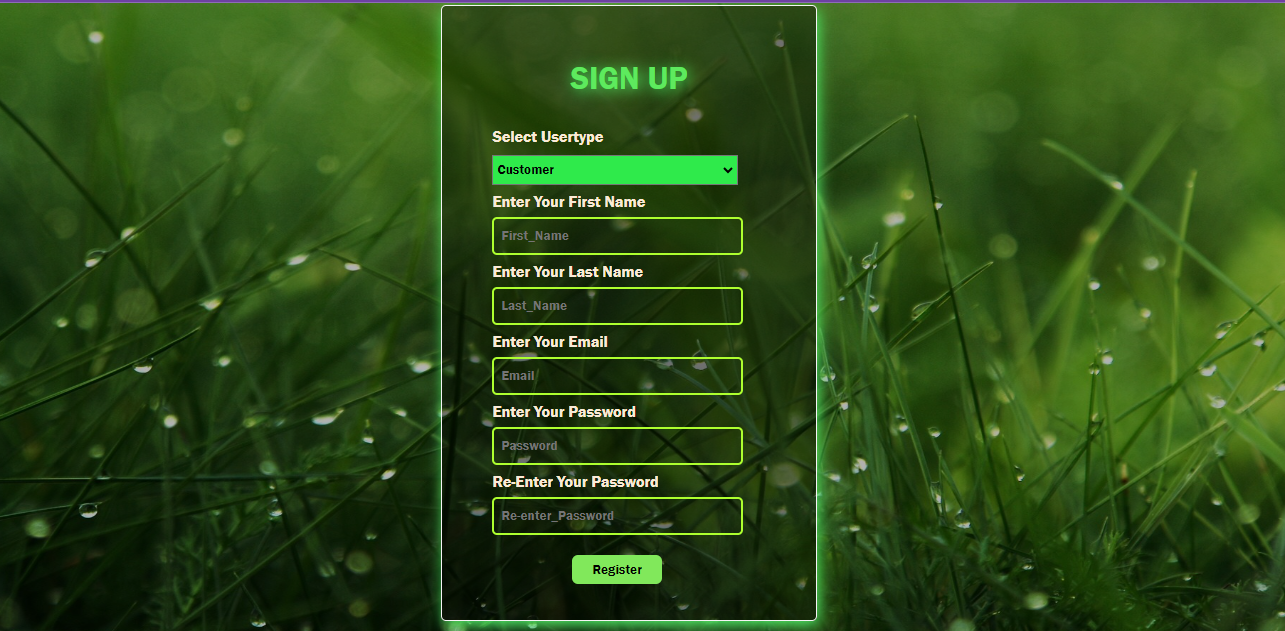 SIGN UP
Select Usertype
Customer
Enter Your First Name
First_Name
Enter Your Last Name
Last_Name
Enter Your Email
Email
Enter Your Password
Password
Re-Enter Your Password
Re-enter_Password
Register